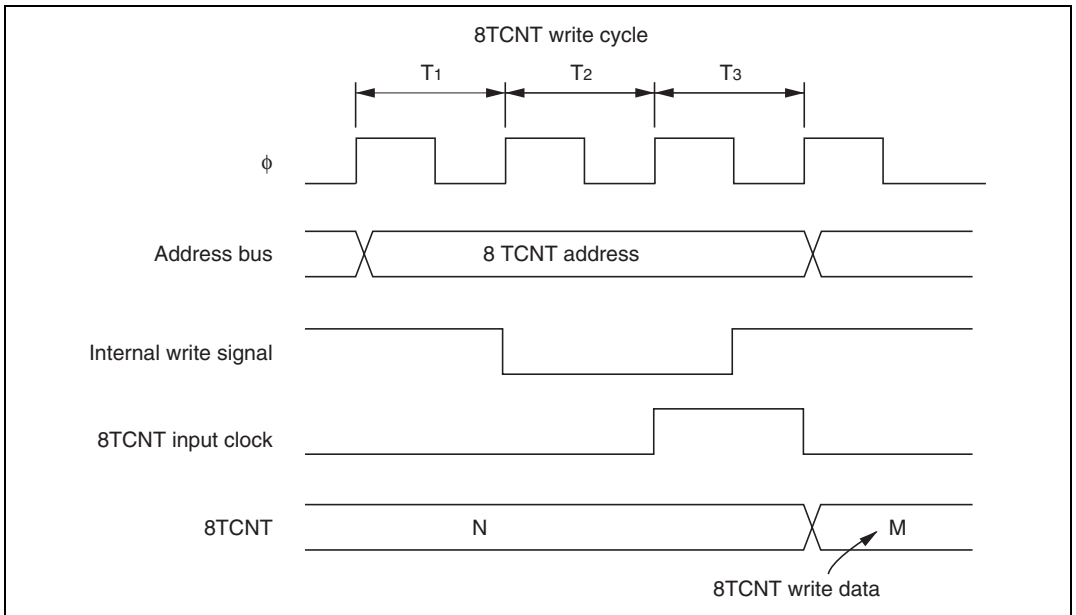 8TCNT write cycle
T1 T2 T3
ϕ
Address bus
8 TCNT address
Internal write signal
8TCNT input clock
8TCNT
N
M
8TCNT write data